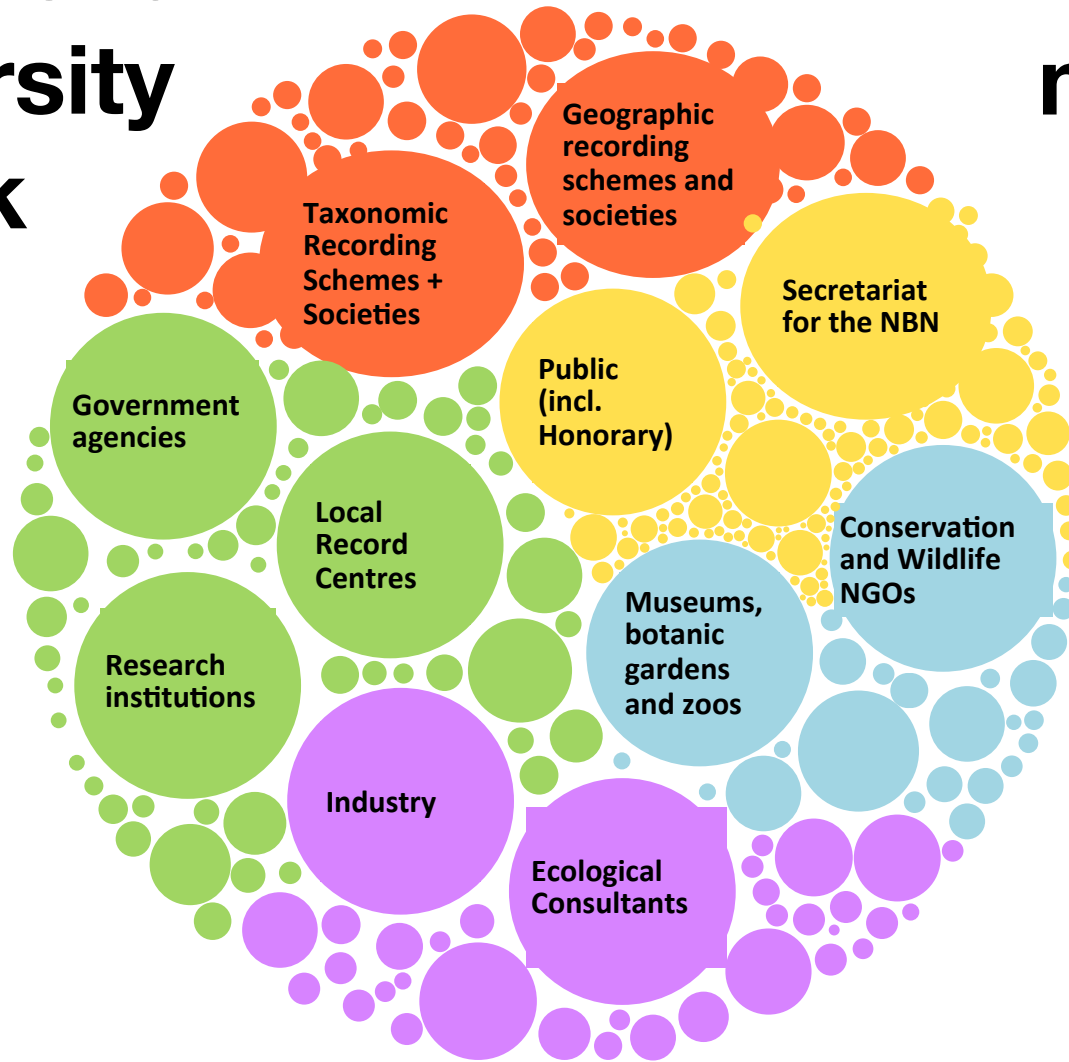 rsity
k
Geographic
recording
schemes and
societies
Taxonomic
Recording
Schemes +
Societies
Secretariat
for the NBN
Public
(incl.
Honorary)
Government
agencies
Local
Record
Centres
Conservation
and Wildlife
NGOs
Museums,
botanic
gardens
and zoos
Research
institutions
Industry
Ecological
Consultants